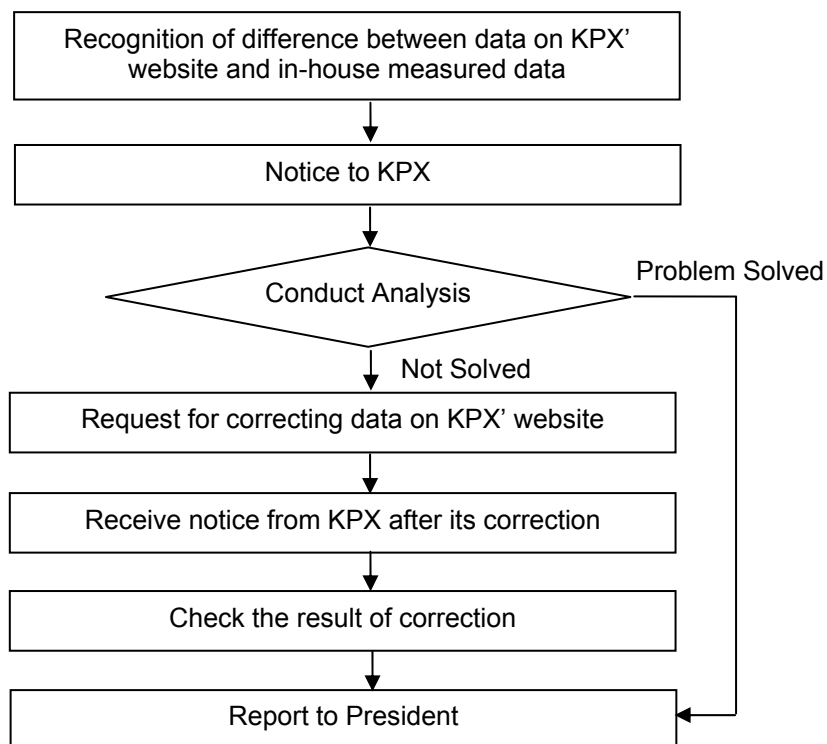 Recognition of difference between data on KPX’
website and in-house measured data
Notice to KPX
Conduct Analysis
Problem Solved
Not Solved
Request for correcting data on KPX’ website
Receive notice from KPX after its correction
Check the result of correction
Report to President